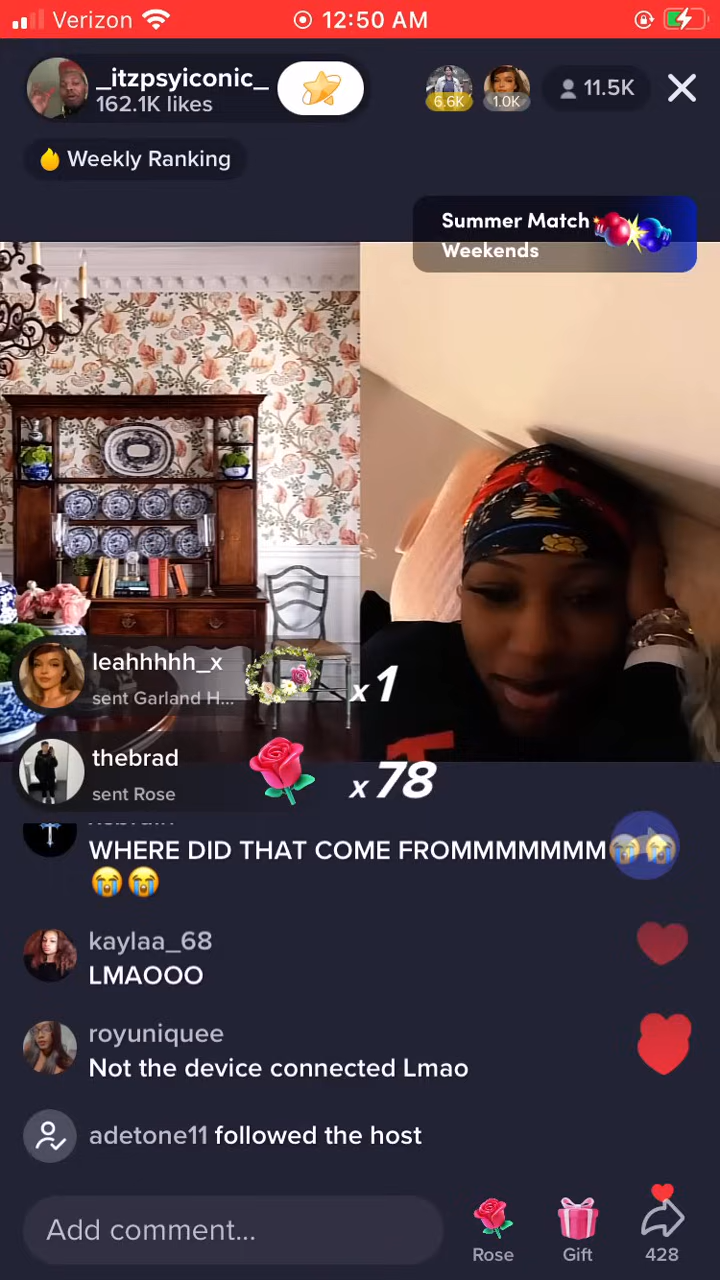 Verizon 12:50 AM
_itzpsyiconic_
162.1K likes
6.6K 1.0K 11.5K
Weekly Ranking
Summer Match
Weekends
leahhhhh_x
sent Garland H...
x1
thebrad
sent Rose
x78
WHERE DID THAT COME FROMMMMMMM😭😭
😭😭
kaylaa_68
LMAOOO
royuniquee
Not the device connected Lmao
adetone11 followed the host
Add comment...
Rose Gift 428